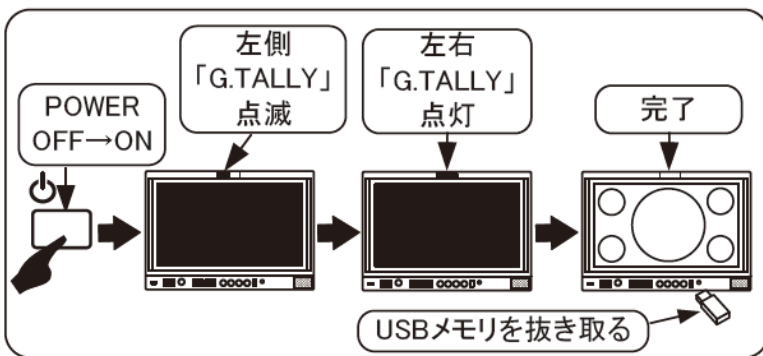 POWER
OFF→ON
左側
「G.TALLY」
点滅
左右
「G.TALLY」
点灯
完了
USBメモリを抜き取る